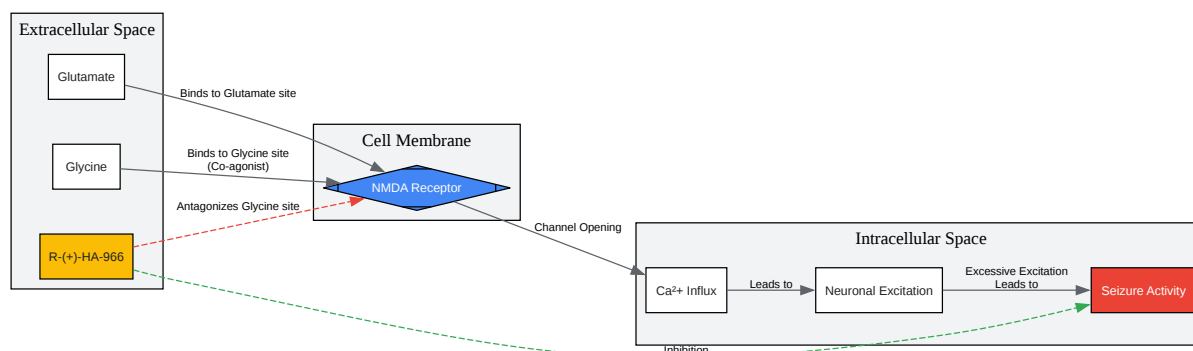 Extracellular Space
Glutamate
Binds to Glutamate site
Cell Membrane
Glycine
Binds to Glycine site
(Co-agonist)
NMDA Receptor
Antagonizes Glycine site
R-(+)-HA-966
Channel Opening
Intracellular Space
Ca²+ Influx
Leads to
Neuronal Excitation
Excessive Excitation
Leads to
Seizure Activity
Inhibition